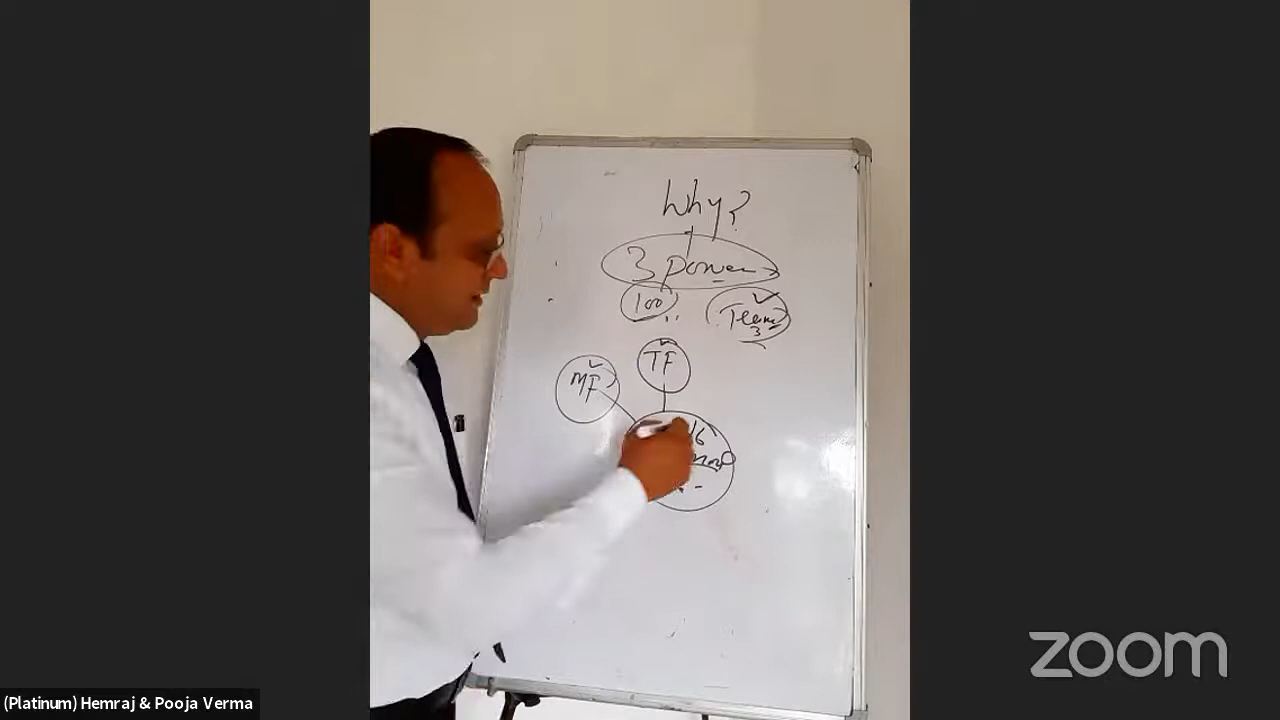 Why?
3 power
100
Team
3
TF
MF
zoom
(Platinum) Hemraj & Pooja Verma